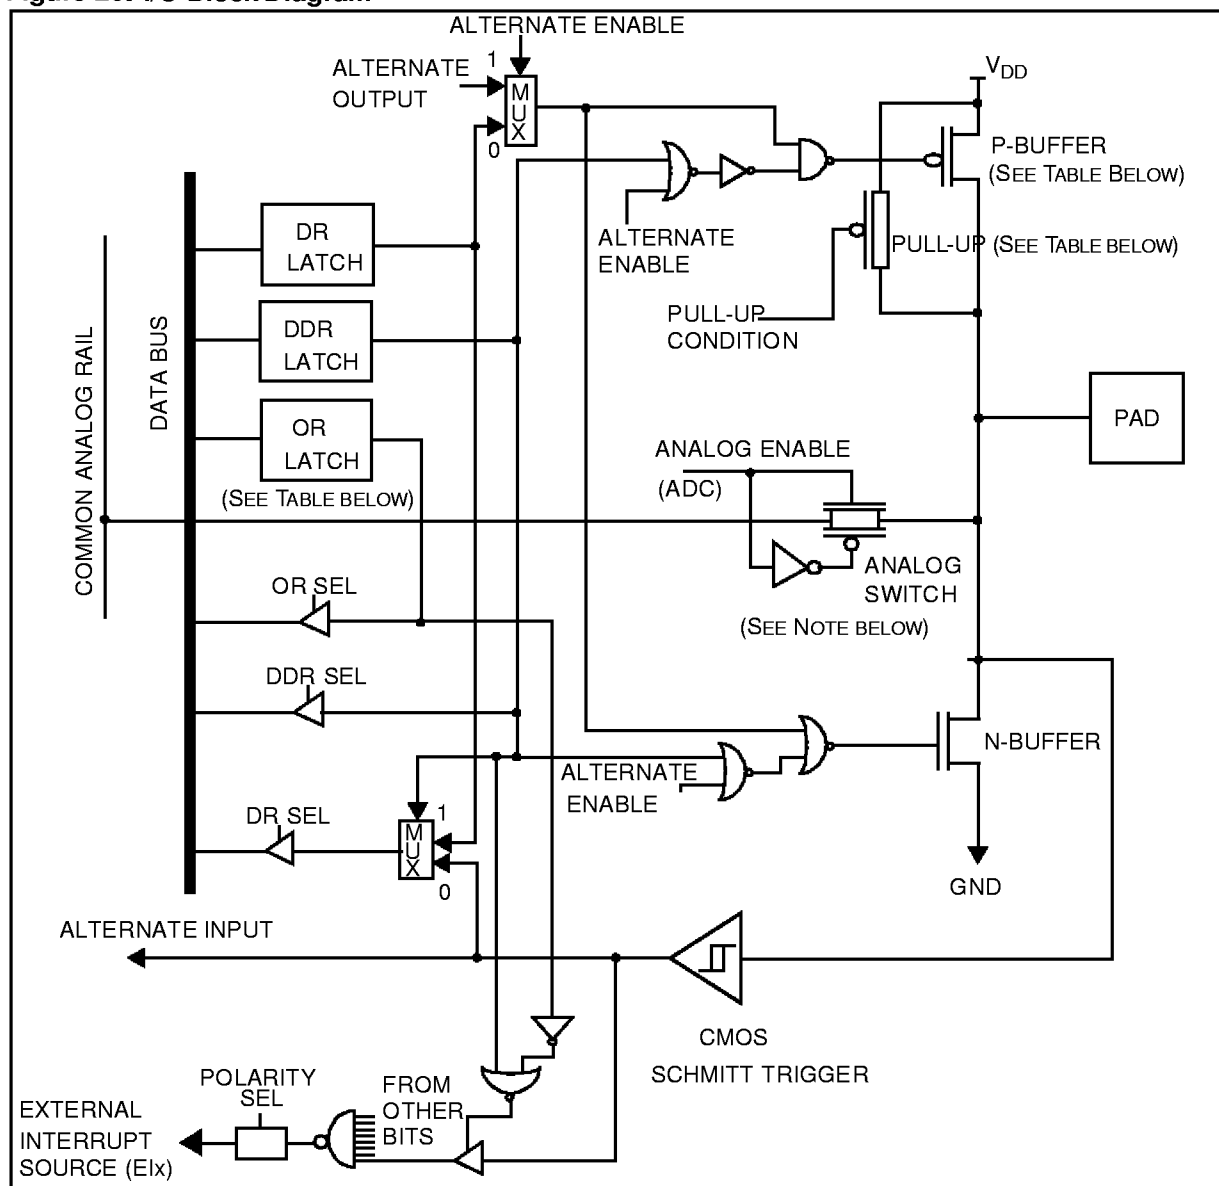 ALTERNATE ENABLE
1
ALTERNATE
OUTPUT
MUX
0
VDD
P-BUFFER
(SEE TABLE BELOW)
ALTERNATE
ENABLE
DR
LATCH
PULL-UP (SEE TABLE BELOW)
PULL-UP
CONDITION
DDR
LATCH
DATA BUS
COMMON ANALOG RAIL
OR
LATCH
(SEE TABLE BELOW)
PAD
ANALOG ENABLE
(ADC)
ANALOG
SWITCH
(SEE NOTE BELOW)
OR SEL
DDR SEL
N-BUFFER
ALTERNATE
ENABLE
DR SEL
1
MUX
0
GND
ALTERNATE INPUT
CMOS
SCHMITT TRIGGER
POLARITY
SEL
FROM
OTHER
BITS
EXTERNAL
INTERRUPT
SOURCE (EIx)